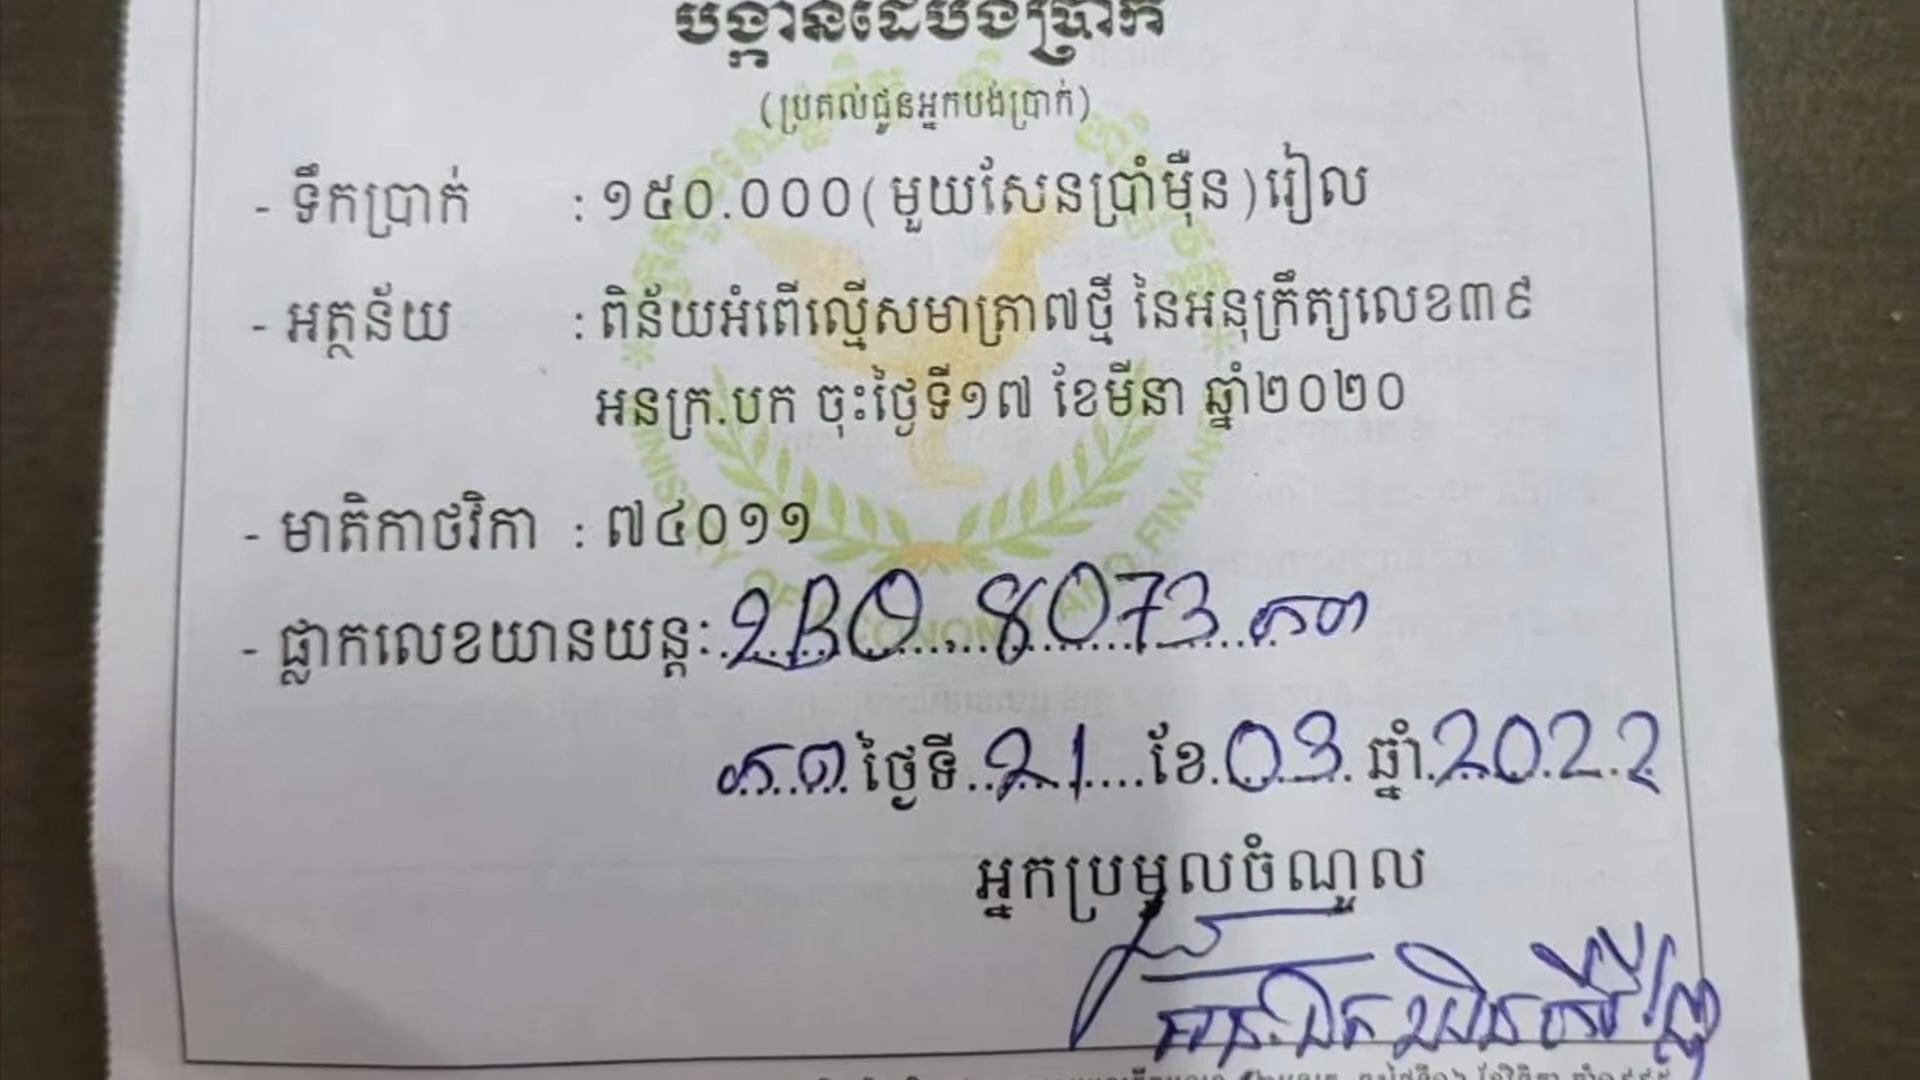 បង្កាន់ដៃបង់ប្រាក់
(ប្រគល់ជូនអ្នកបង់ប្រាក់)
- ទឹកប្រាក់ : ១៥០.០០០(មួយសែនប្រាំម៉ឺន)រៀល
- អត្ថន័យ : ពិន័យអំពើល្មើសមាត្រា៧ថ្មី នៃអនុក្រឹត្យលេខ៣៩
អនក្រ.បក ចុះថ្ងៃទី១៧ ខែមីនា ឆ្នាំ២០២០
- មាតិកាថវិកា : ៧៤០១១
- ផ្លាកលេខយានយន្តៈ 2BO 8073 ភព
ភព ថ្ងៃទី 21 ខែ 03 ឆ្នាំ 2022
អ្នកប្រមូលចំណូល